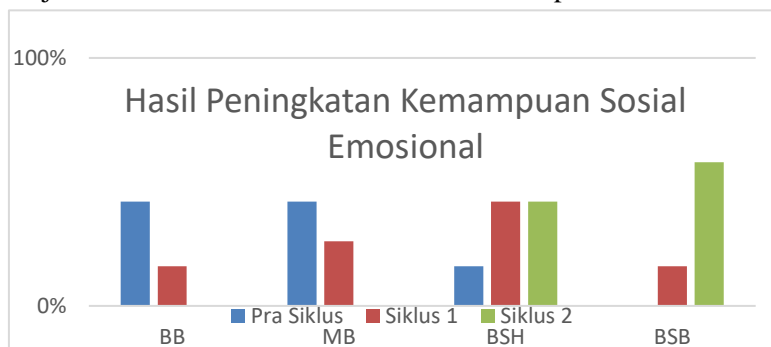 100%
Hasil Peningkatan Kemampuan Sosial
Emosional
0%
Pra Siklus Siklus 1 Siklus 2
BB MB BSH BSB